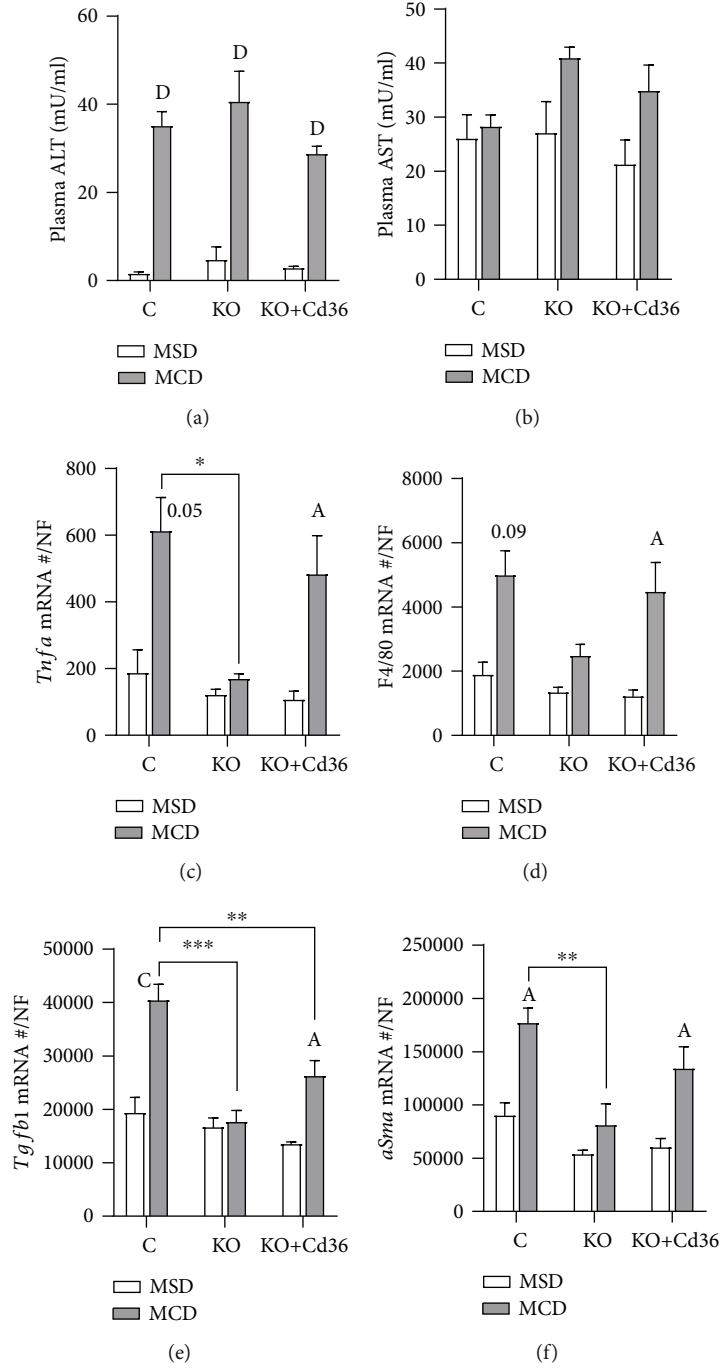 Plasma ALT (mU/ml)
60
40
20
0
D
D
D
C KO KO+Cd36
MSD
MCD
(a)
Plasma AST (mU/ml)
50
40
30
20
10
0
C KO KO+Cd36
MSD
MCD
(b)
Tnfa mRNA #/NF
800
600
400
200
0
*
0.05
A
C KO KO+Cd36
MSD
MCD
(c)
F4/80 mRNA #/NF
8000
6000
4000
2000
0
0.09
A
C KO KO+Cd36
MSD
MCD
(d)
Tgfb1 mRNA #/NF
50000
40000
30000
20000
10000
0
**
***
C
A
C KO KO+Cd36
MSD
MCD
(e)
aSma mRNA #/NF
250000
200000
150000
100000
50000
0
**
A
A
C KO KO+Cd36
MSD
MCD
(f)